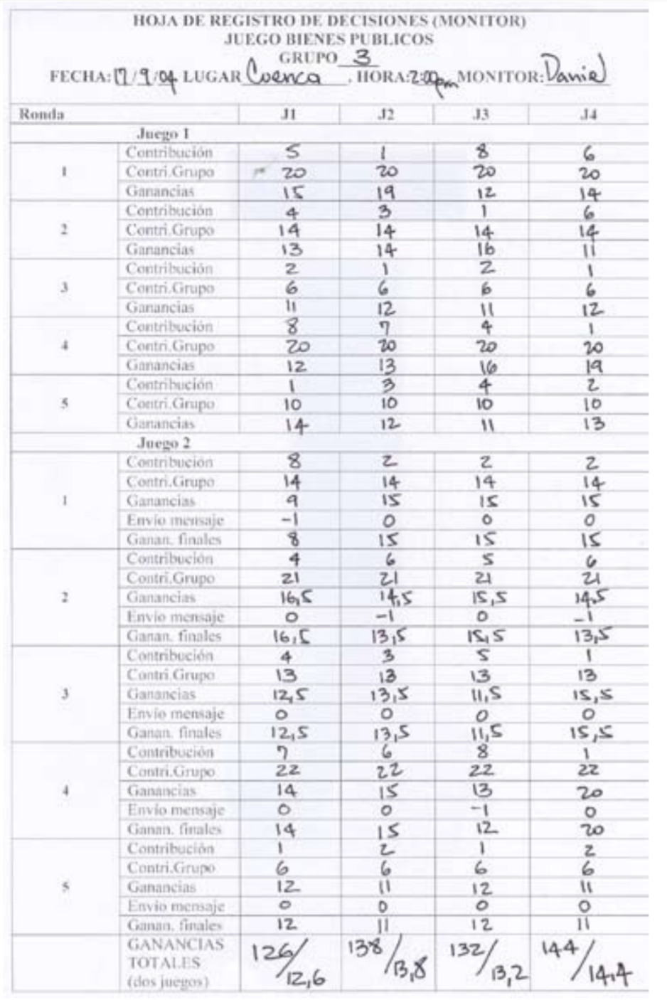 HOJA DE REGISTRO DE DECISIONES (MONITOR)
JUEGO BIENES PUBLICOS
GRUPO 3
FECHA: 17/9/04 LUGAR Cuenca . HORA: 2:00pm MONITOR: Daniel
Ronda J1 J2 J3 J4
Juego 1
Contribución 5 1 8 6
1 Contri.Grupo 20 20 20 20
Ganancias 15 19 12 14
Contribución 4 3 1 6
2 Contri.Grupo 14 14 14 14
Ganancias 13 14 16 11
Contribución 2 1 2 1
3 Contri.Grupo 6 6 6 6
Ganancias 11 12 11 12
Contribución 8 7 4 1
4 Contri.Grupo 20 20 20 20
Ganancias 12 13 16 19
Contribución 1 3 4 2
5 Contri.Grupo 10 10 10 10
Ganancias 14 12 11 13
Juego 2
Contribución 8 2 2 2
Contri.Grupo 14 14 14 14
1 Ganancias 9 15 15 15
Envío mensaje -1 0 0 0
Ganan. finales 8 15 15 15
Contribución 4 6 5 6
Contri.Grupo 21 21 21 21
2 Ganancias 16,5 14,5 15,5 14,5
Envío mensaje 0 -1 0 -1
Ganan. finales 16,5 13,5 15,5 13,5
Contribución 4 3 5 1
Contri.Grupo 13 13 13 13
3 Ganancias 12,5 13,5 11,5 15,5
Envío mensaje 0 0 0 0
Ganan. finales 12,5 13,5 11,5 15,5
Contribución 7 6 8 1
Contri.Grupo 22 22 22 22
4 Ganancias 14 15 13 20
Envío mensaje 0 0 -1 0
Ganan. finales 14 15 12 20
Contribución 1 2 1 2
Contri.Grupo 6 6 6 6
5 Ganancias 12 11 12 11
Envío mensaje 0 0 0 0
Ganan. finales 12 11 12 11
GANANCIAS 126/ 138/ 132/ 144/
TOTALES 12,6 13,8 13,2 14,4
(dos juegos)